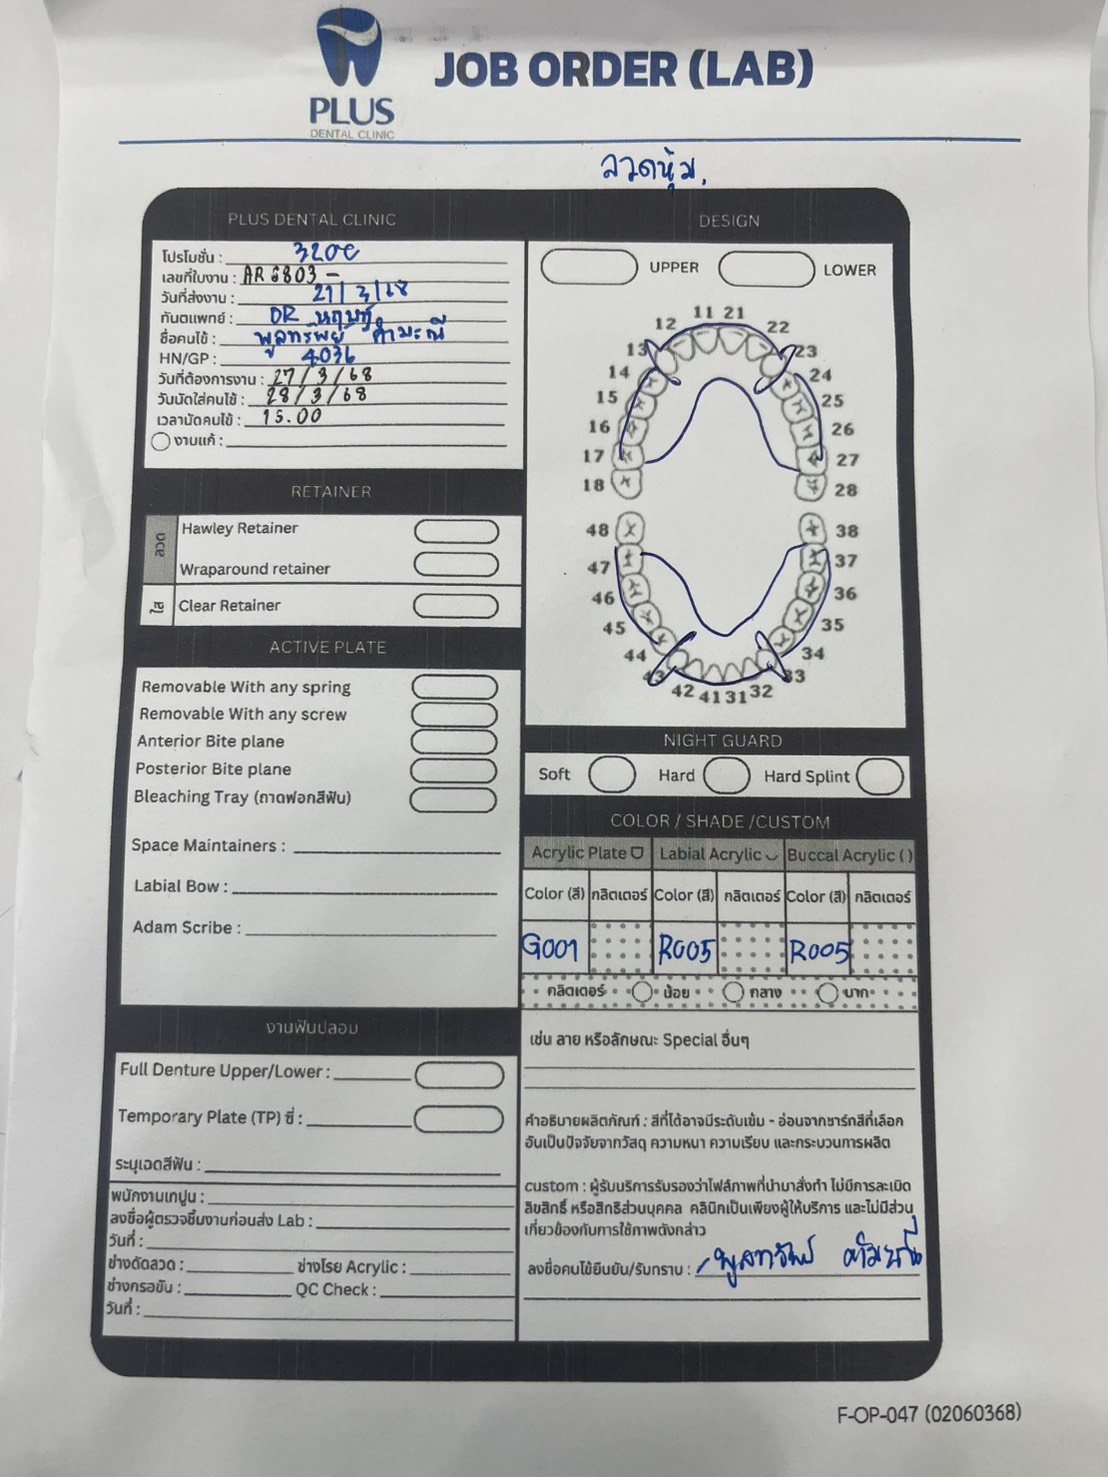 PLUS
DENTAL CLINIC
JOB ORDER (LAB)
ลวดหุ้ม
PLUS DENTAL CLINIC
โปรโมชั่น : 3200
เลขที่ใบงาน : AR 6803 -
วันที่ส่งงาน : 21/3/68
ทันตแพทย์ : DR
ชื่อคนไข้ : พูลทรัพย์ คำมะณี
HN/GP : 4036
วันที่ต้องการงาน : 27/3/68
วันนัดใส่คนไข้ : 28/3/68
เวลานัดคนไข้ : 15.00
งานแก้ :
RETAINER
ลวด
Hawley Retainer
Wraparound retainer
ใส
Clear Retainer
ACTIVE PLATE
Removable With any spring
Removable With any screw
Anterior Bite plane
Posterior Bite plane
Bleaching Tray (ถาดฟอกสีฟัน)
Space Maintainers :
Labial Bow :
Adam Scribe :
งานฟันปลอม
Full Denture Upper/Lower :
Temporary Plate (TP) ซี่ :
ระบุเฉดสีฟัน :
พนักงานเทปูน :
ลงชื่อผู้ตรวจชิ้นงานก่อนส่ง Lab :
วันที่ :
ช่างดัดลวด : ช่างโรย Acrylic :
ช่างกรอขัน : QC Check :
วันที่ :
DESIGN
UPPER LOWER
11 21
12 22
13 23
14 24
15 25
16 26
17 27
18 28
48 38
47 37
46 36
45 35
44 34
43 33
42 41 31 32
NIGHT GUARD
Soft Hard Hard Splint
COLOR / SHADE /CUSTOM
Acrylic Plate Labial Acrylic Buccal Acrylic ( )
Color (สี) กลิตเตอร์ Color (สี) กลิตเตอร์ Color (สี) กลิตเตอร์
G001 R005 R005
กลิตเตอร์ น้อย กลาง มาก
เช่น ลาย หรือลักษณะ Special อื่นๆ
คำอธิบายผลิตภัณฑ์ : สีที่ได้อาจมีระดับเข้ม - อ่อนจากชาร์ทสีที่เลือก
อันเป็นปัจจัยจากวัสดุ ความหนา ความเรียบ และกระบวนการผลิต
custom : ผู้รับบริการรับรองว่าไฟล์ภาพที่นำมาสั่งทำ ไม่มีการละเมิด
ลิขสิทธิ์ หรือสิทธิส่วนบุคคล คลินิกเป็นเพียงผู้ให้บริการ และไม่มีส่วน
เกี่ยวข้องกับการใช้ภาพดังกล่าว
ลงชื่อคนไข้ยืนยัน/รับทราบ : พูลทรัพย์ คำมะณี
F-OP-047 (02060368)